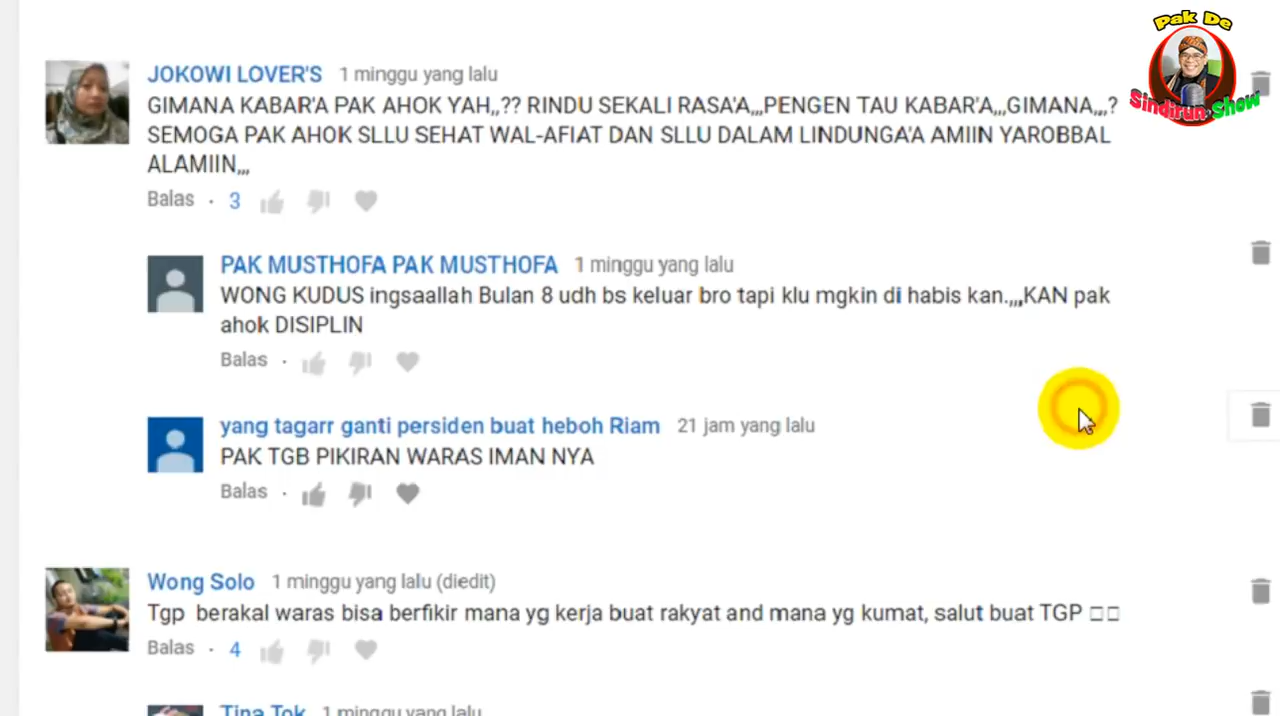 Pak De
Sindirun Show
JOKOWI LOVER'S 1 minggu yang lalu
GIMANA KABAR'A PAK AHOK YAH,,?? RINDU SEKALI RASA'A,,,PENGEN TAU KABAR'A,,,GIMANA,,,,?
SEMOGA PAK AHOK SLLU SEHAT WAL-AFIAT DAN SLLU DALAM LINDUNGA'A AMIIN YAROBBAL
ALAMIIN,,,
Balas · 3
PAK MUSTHOFA PAK MUSTHOFA 1 minggu yang lalu
WONG KUDUS ingsaallah Bulan 8 udh bs keluar bro tapi klu mgkin di habis kan.,,,KAN pak
ahok DISIPLIN
Balas ·
yang tagarr ganti persiden buat heboh Riam 21 jam yang lalu
PAK TGB PIKIRAN WARAS IMAN NYA
Balas ·
Wong Solo 1 minggu yang lalu (diedit)
Tgp berakal waras bisa berfikir mana yg kerja buat rakyat and mana yg kumat, salut buat TGP
Balas · 4
Tina Tok 1 minggu yang lalu